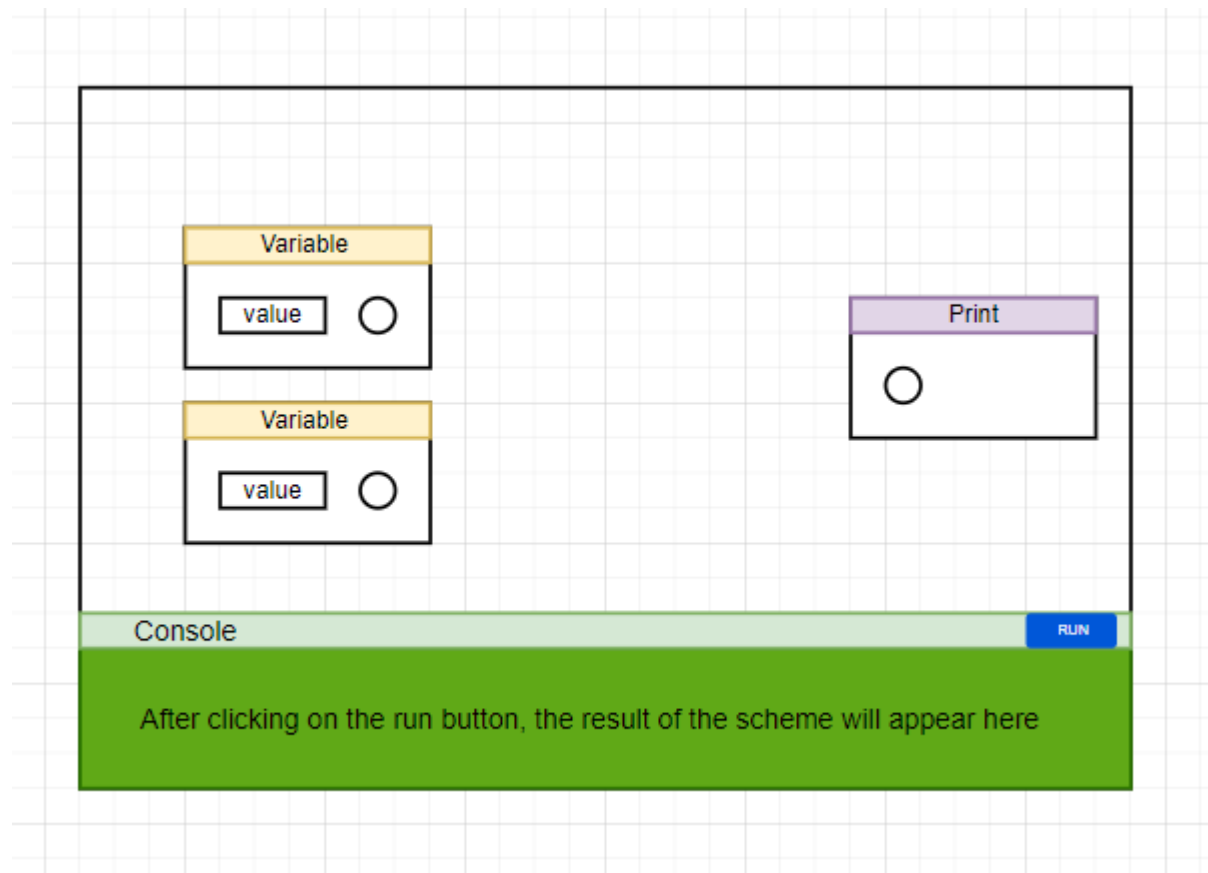 Variable
value
Print
Variable
value
Console
RUN
After clicking on the run button, the result of the scheme will appear here